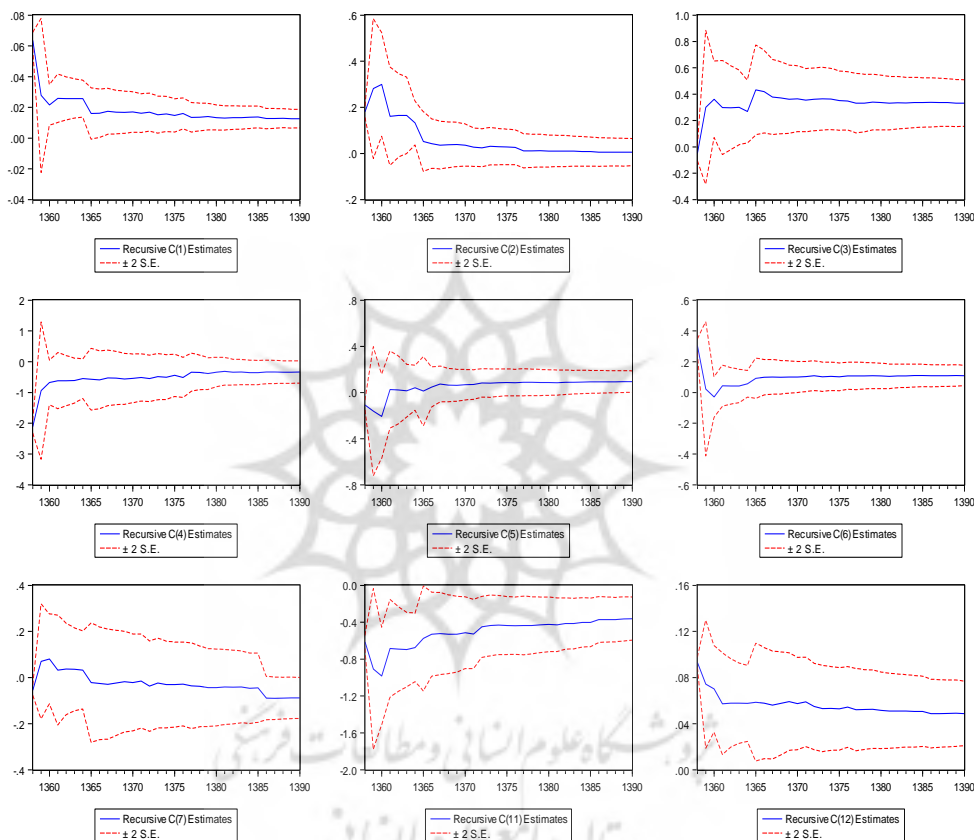 .08 .06 .04 .02 .00 -.02 -.04
1360 1365 1370 1375 1380 1385 1390
Recursive C(1) Estimates
± 2 S.E.
.6 .4 .2 .0 -.2
1360 1365 1370 1375 1380 1385 1390
Recursive C(2) Estimates
± 2 S.E.
1.0 0.8 0.6 0.4 0.2 0.0 -0.2 -0.4
1360 1365 1370 1375 1380 1385 1390
Recursive C(3) Estimates
± 2 S.E.
2 1 0 -1 -2 -3 -4
1360 1365 1370 1375 1380 1385 1390
Recursive C(4) Estimates
± 2 S.E.
.8 .4 .0 -.4 -.8
1360 1365 1370 1375 1380 1385 1390
Recursive C(5) Estimates
± 2 S.E.
.6 .4 .2 .0 -.2 -.4 -.6
1360 1365 1370 1375 1380 1385 1390
Recursive C(6) Estimates
± 2 S.E.
.4 .2 .0 -.2 -.4
1360 1365 1370 1375 1380 1385 1390
Recursive C(7) Estimates
± 2 S.E.
0.0 -0.4 -0.8 -1.2 -1.6 -2.0
1360 1365 1370 1375 1380 1385 1390
Recursive C(11) Estimates
± 2 S.E.
.16 .12 .08 .04 .00
1360 1365 1370 1375 1380 1385 1390
Recursive C(12) Estimates
± 2 S.E.
پژوهشگاه علوم انسانی و مطالعات فرهنگی